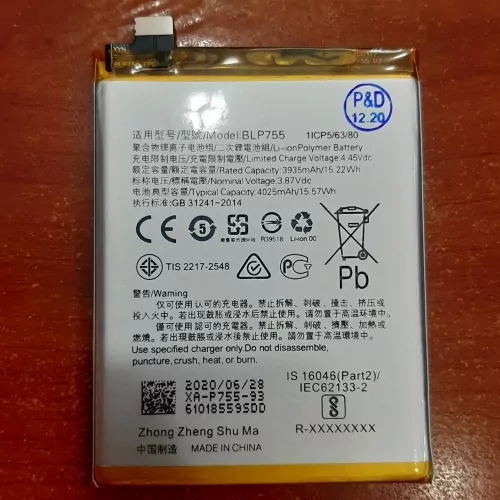 P&D
12.20
适用型号/型號/Model:BLP755 1ICP5/63/80
聚合物锂离子电池组/二次鋰電池組/Li-ionPolymer Battery
充电限制电压/充電限制電壓/Limited Charging Voltage: 4.45Vdc
额定容量/額定容量/Rated Capacity: 3935mAh/15.22Wh
标称电压/標稱電壓/Nominal Voltage: 3.87Vdc
电池典型容量/Typical Capacity: 4025mAh/15.57Wh
执行标准:GB 31241-2014
CE
5
R39518
Li-ion 00
TIS 2217-2548
Pb
警告/Warning
仅可使用认可的充电器。禁止拆解、刺破、撞击、挤压或
投入火中。若出现鼓胀或浸水后禁止使用。请勿置于高温环境中。
僅可使用認可的充電器。禁止拆解、刺破、擠壓、加熱或
燃燒。若出現鼓脹或浸水後禁止使用。請勿置於高溫環境。
Use specified charger only.Do not disassemble,
puncture, crush, heat, or burn.
2020/06/28
XA-P755-93
61018559SDD
IS 16046(Part2)/
IEC62133-2
R-XXXXXXXX
Zhong Zheng Shu Ma
中国制造 MADE IN CHINA